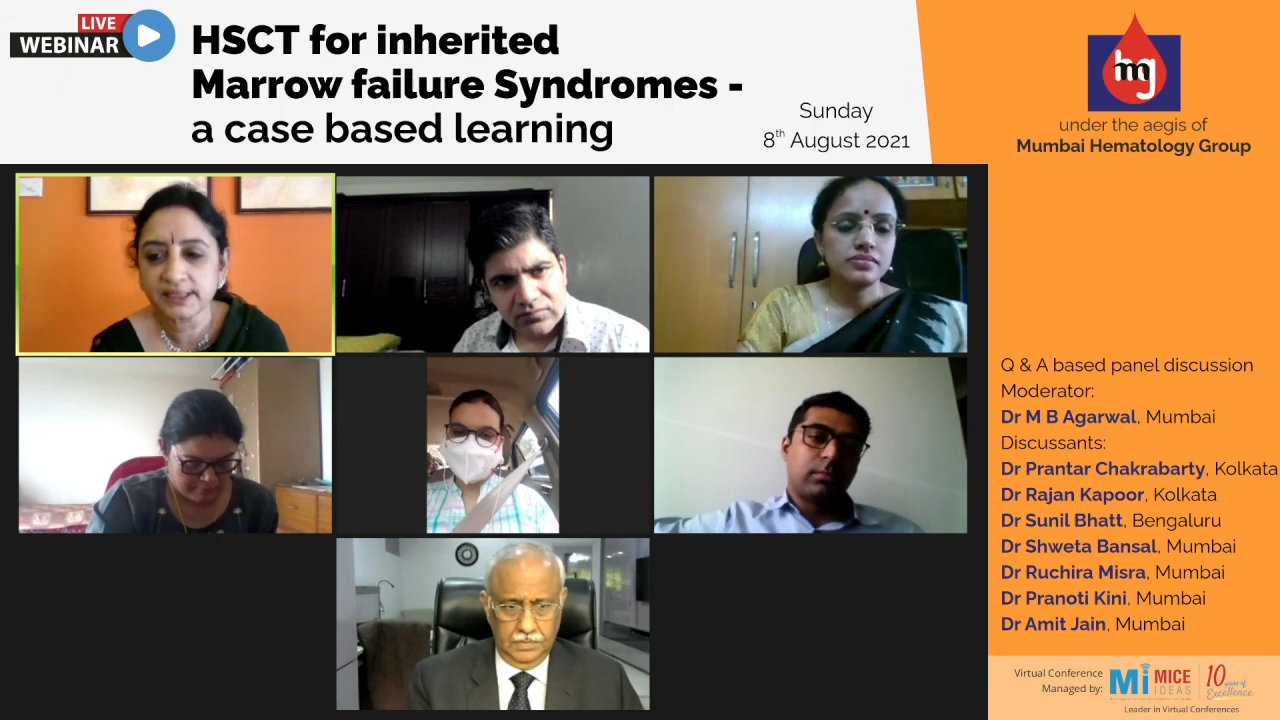 LIVE
WEBINAR
HSCT for inherited
Marrow failure Syndromes -
a case based learning
Sunday
8th August 2021
hmg
under the aegis of
Mumbai Hematology Group
Q & A based panel discussion
Moderator:
Dr M B Agarwal, Mumbai
Discussants:
Dr Prantar Chakrabarty, Kolkata
Dr Rajan Kapoor, Kolkata
Dr Sunil Bhatt, Bengaluru
Dr Shweta Bansal, Mumbai
Dr Ruchira Misra, Mumbai
Dr Pranoti Kini, Mumbai
Dr Amit Jain, Mumbai
Virtual Conference
Managed by:
Mi MICE
IDEAS
10 years of
Excellence
Leader in Virtual Conferences